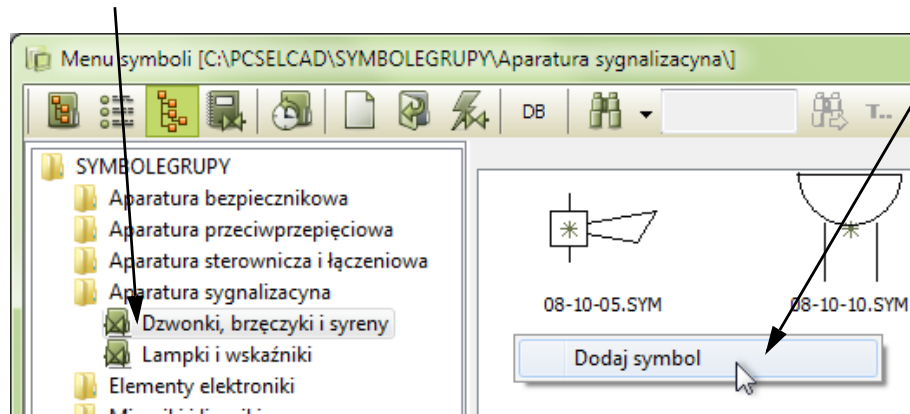 Menu symboli [C:\PCSELCAD\SYMBOLEGRUPY\Aparatura sygnalizacyna\]
DB T..
SYMBOLEGRUPY
Aparatura bezpiecznikowa
Aparatura przeciwprzepięciowa
Aparatura sterownicza i łączeniowa
Aparatura sygnalizacyna
Dzwonki, brzęczyki i syreny
Lampki i wskaźniki
Elementy elektroniki
08-10-05.SYM
08-10-10.SYM
Dodaj symbol